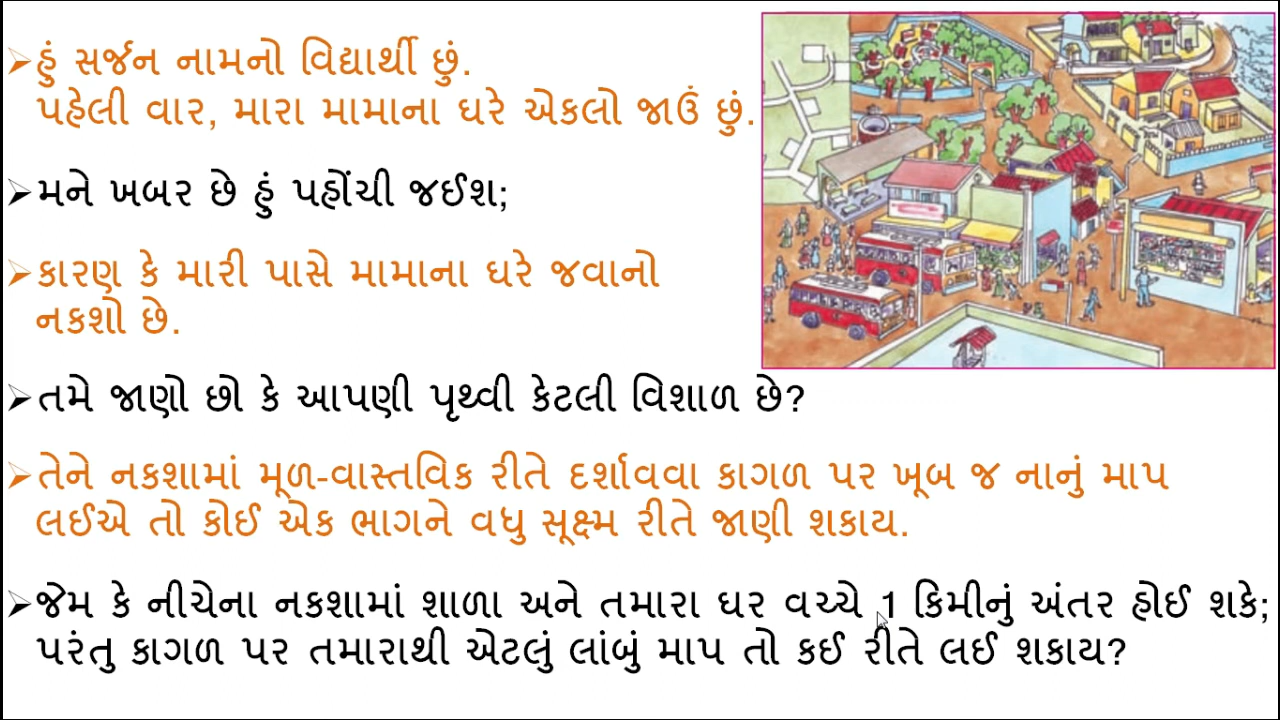 હું સર્જન નામનો વિદ્યાર્થી છું.
પહેલી વાર, મારા મામાના ઘરે એકલો જાઉં છું.
મને ખબર છે હું પહોંચી જઈશ;
કારણ કે મારી પાસે મામાના ઘરે જવાનો
નકશો છે.
તમે જાણો છો કે આપણી પૃથ્વી કેટલી વિશાળ છે?
તેને નકશામાં મૂળ-વાસ્તવિક રીતે દર્શાવવા કાગળ પર ખૂબ જ નાનું માપ
લઈએ તો કોઈ એક ભાગને વધુ સૂક્ષ્મ રીતે જાણી શકાય.
જેમ કે નીચેના નકશામાં શાળા અને તમારા ઘર વચ્ચે 1 કિમીનું અંતર હોઈ શકે;
પરંતુ કાગળ પર તમારાથી એટલું લાંબું માપ તો કઈ રીતે લઈ શકાય?